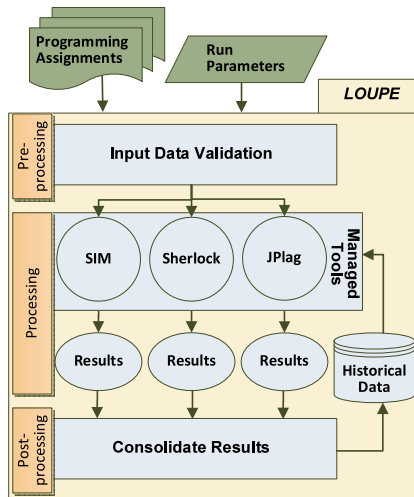 Programming
Assignments
Run
Parameters
LOUPE
Pre-
processing
Input Data Validation
Processing
SIM
Sherlock
JPlag
Managed
Tools
Results
Results
Results
Historical
Data
Post-
processing
Consolidate Results